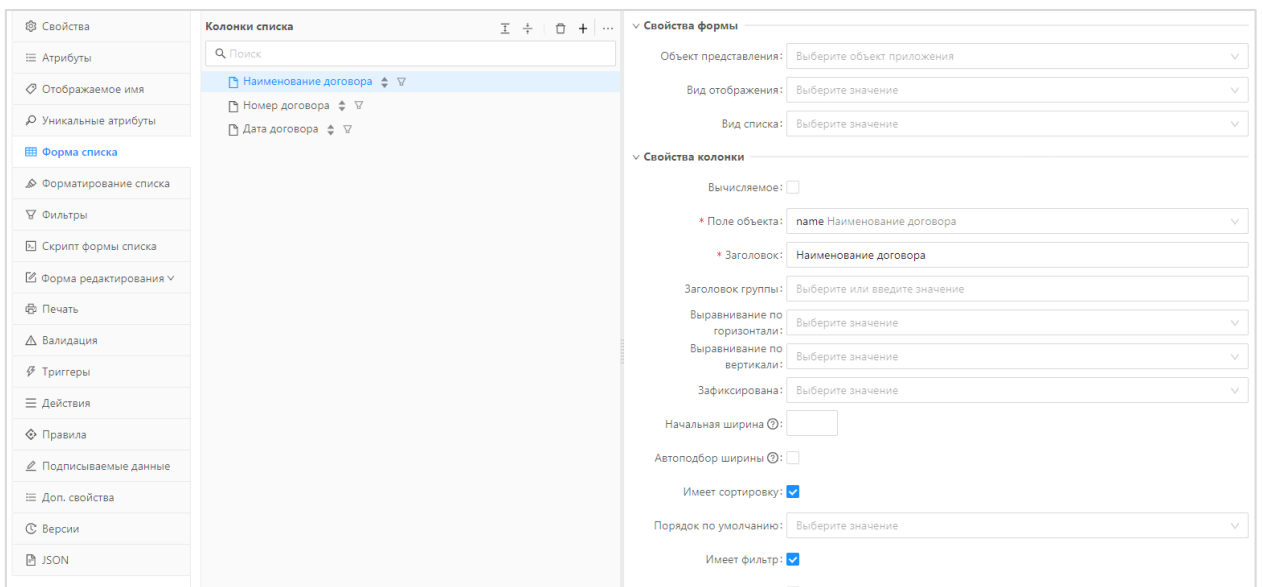 Свойства
Атрибуты
Отображаемое имя
Уникальные атрибуты
Форма списка
Форматирование списка
Фильтры
Скрипт формы списка
Форма редактирования
Печать
Валидация
Триггеры
Действия
Правила
Подписываемые данные
Доп. свойства
Версии
JSON
Колонки списка
Поиск
Наименование договора
Номер договора
Дата договора
Свойства формы
Объект представления: Выберите объект приложения
Вид отображения: Выберите значение
Вид списка: Выберите значение
Свойства колонки
Вычисляемое:
* Поле объекта: name Наименование договора
* Заголовок: Наименование договора
Заголовок группы: Выберите или введите значение
Выравнивание по
горизонтали: Выберите значение
Выравнивание по
вертикали: Выберите значение
Зафиксирована: Выберите значение
Начальная ширина ?:
Автоподбор ширины ?:
Имеет сортировку:
Порядок по умолчанию: Выберите значение
Имеет фильтр: